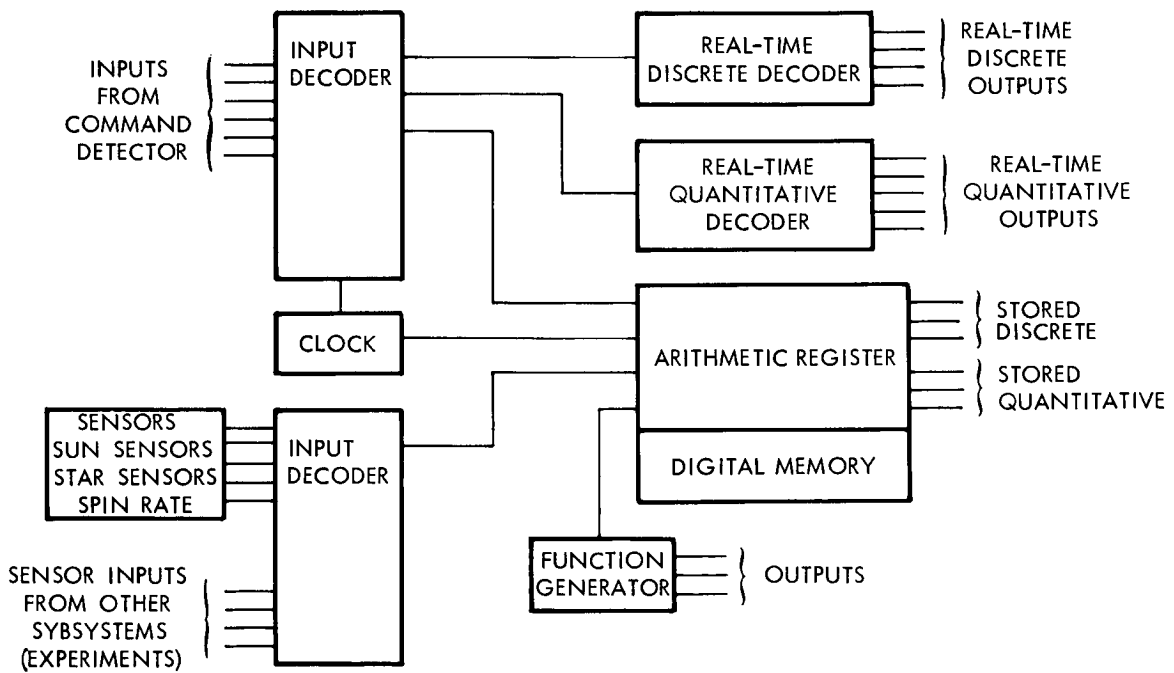 INPUTS
FROM
COMMAND
DETECTOR
INPUT
DECODER
REAL-TIME
DISCRETE DECODER
REAL-TIME
DISCRETE
OUTPUTS
REAL-TIME
QUANTITATIVE
DECODER
REAL-TIME
QUANTITATIVE
OUTPUTS
CLOCK
ARITHMETIC REGISTER
STORED
DISCRETE
STORED
QUANTITATIVE
DIGITAL MEMORY
SENSORS
SUN SENSORS
STAR SENSORS
SPIN RATE
INPUT
DECODER
SENSOR INPUTS
FROM OTHER
SYBSYSTEMS
(EXPERIMENTS)
FUNCTION
GENERATOR
OUTPUTS